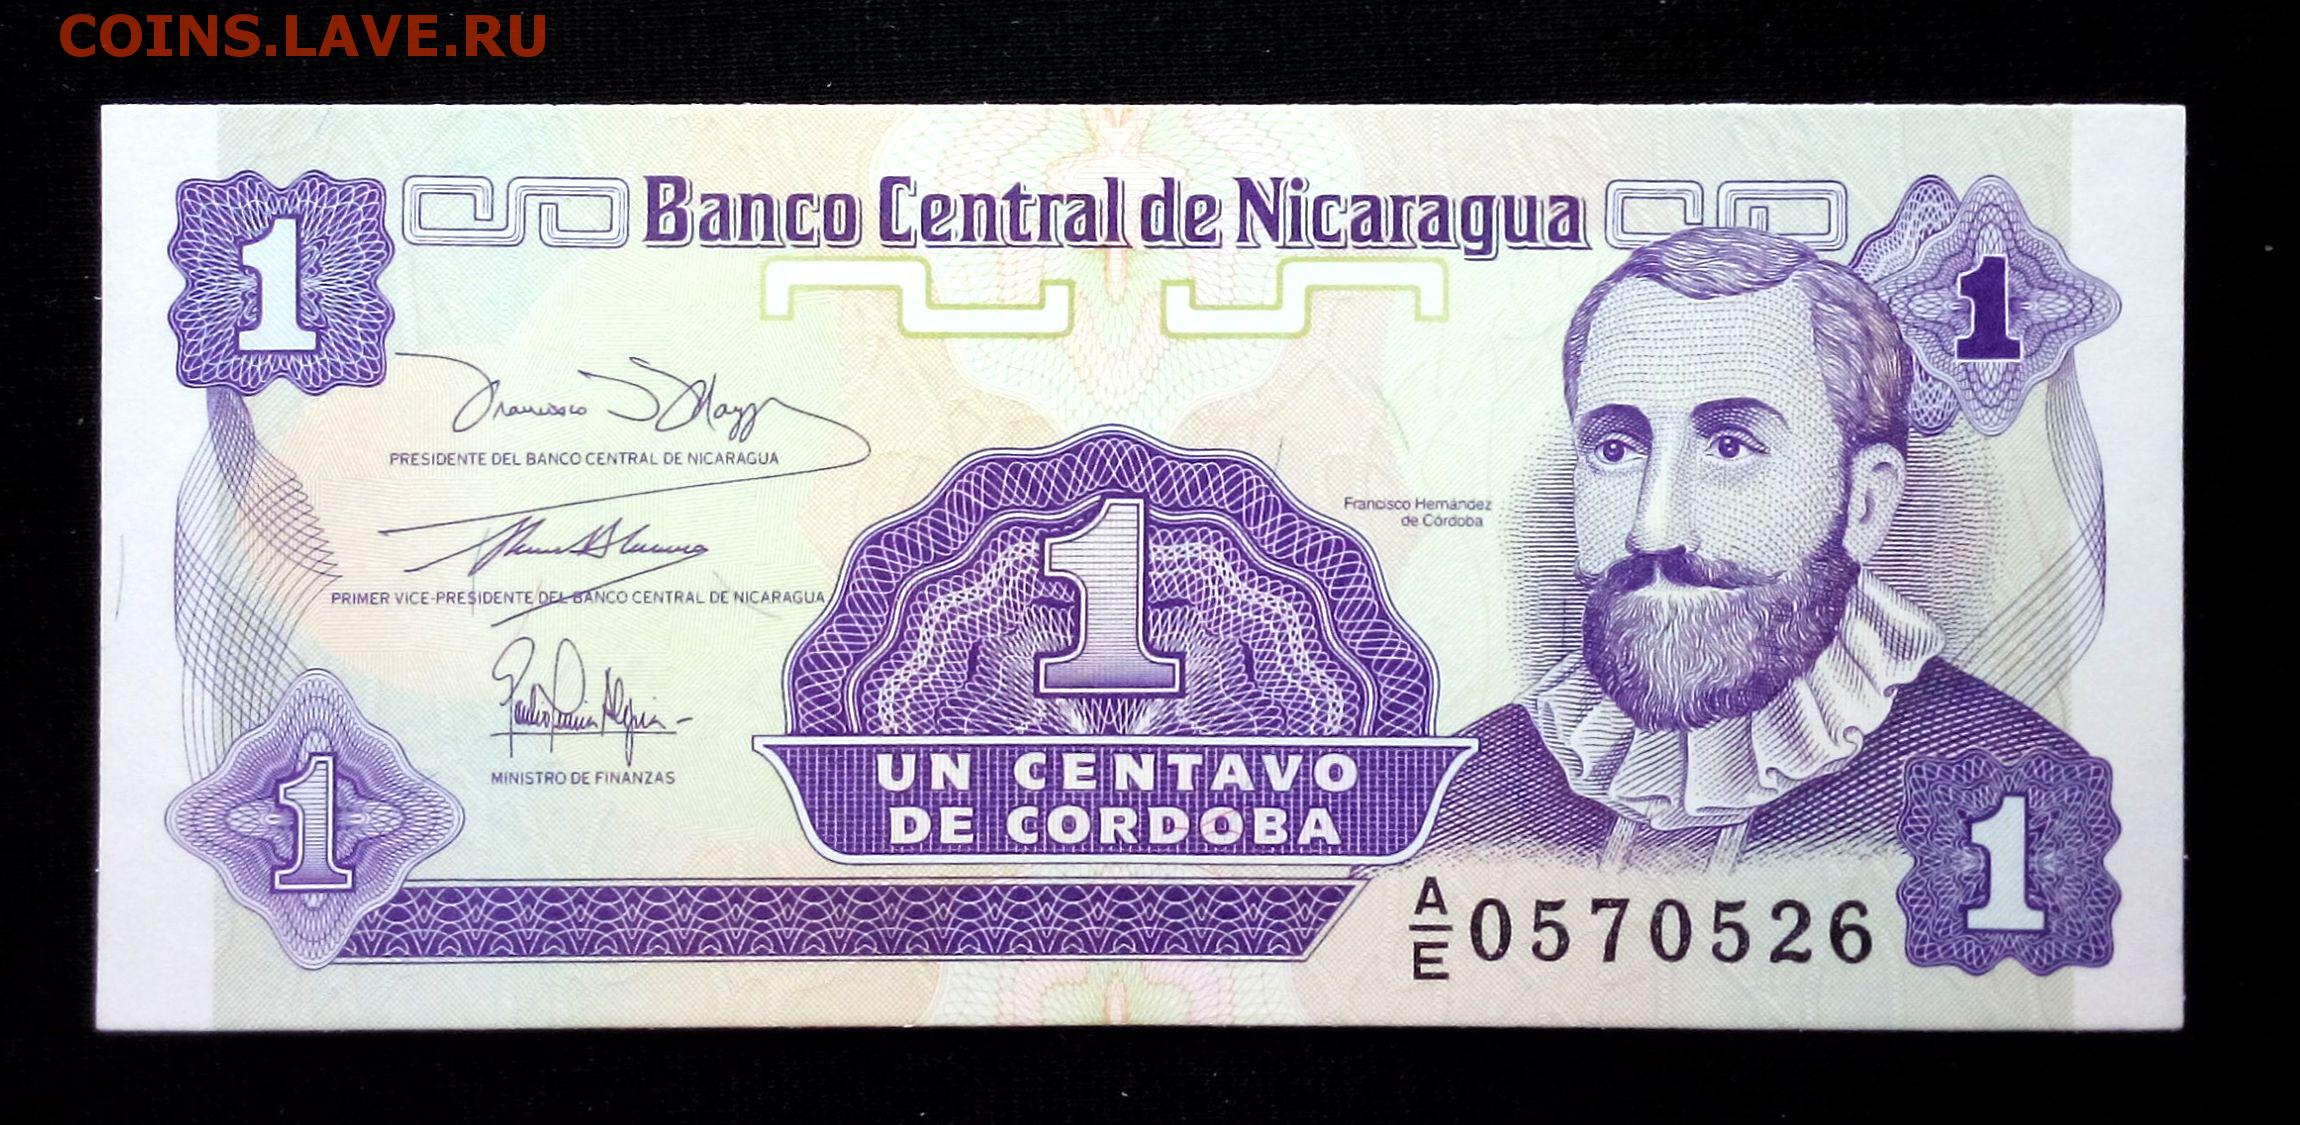 COINS.LAVE.RU
1
Banco Central de Nicaragua
1
PRESIDENTE DEL BANCO CENTRAL DE NICARAGUA
Francisco Hernández
de Córdoba
PRIMER VICE-PRESIDENTE DEL BANCO CENTRAL DE NICARAGUA
1
MINISTRO DE FINANZAS
UN CENTAVO
DE CORDOBA
1
A/E 0570526
1